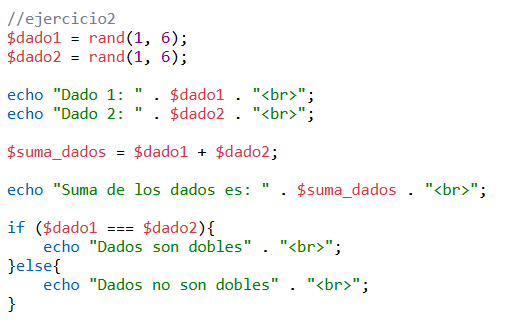 //ejercicio2
$dado1 = rand(1, 6);
$dado2 = rand(1, 6);

echo "Dado 1: " . $dado1 . "<br>";
echo "Dado 2: " . $dado2 . "<br>";

$suma_dados = $dado1 + $dado2;

echo "Suma de los dados es: " . $suma_dados . "<br>";

if ($dado1 === $dado2){
    echo "Dados son dobles" . "<br>";
}else{
    echo "Dados no son dobles" . "<br>";
}